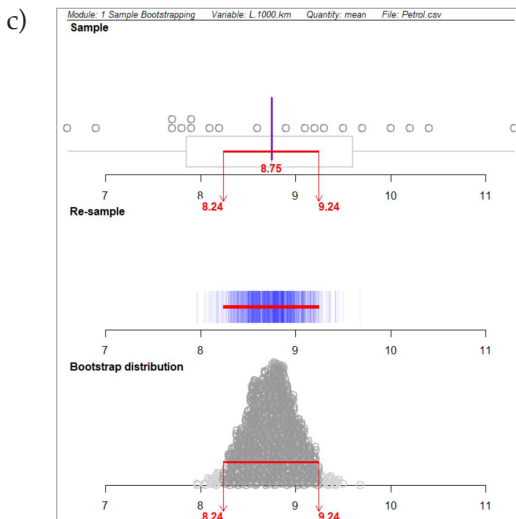 c)
Module: 1 Sample Bootstrapping Variable: L.1000.km Quantity: mean File: Petrol.csv
Sample
8.75
7 8 9 10 11
8.24 9.24
Re-sample
7 8 9 10 11
Bootstrap distribution
7 8 9 10 11
8.24 9.24